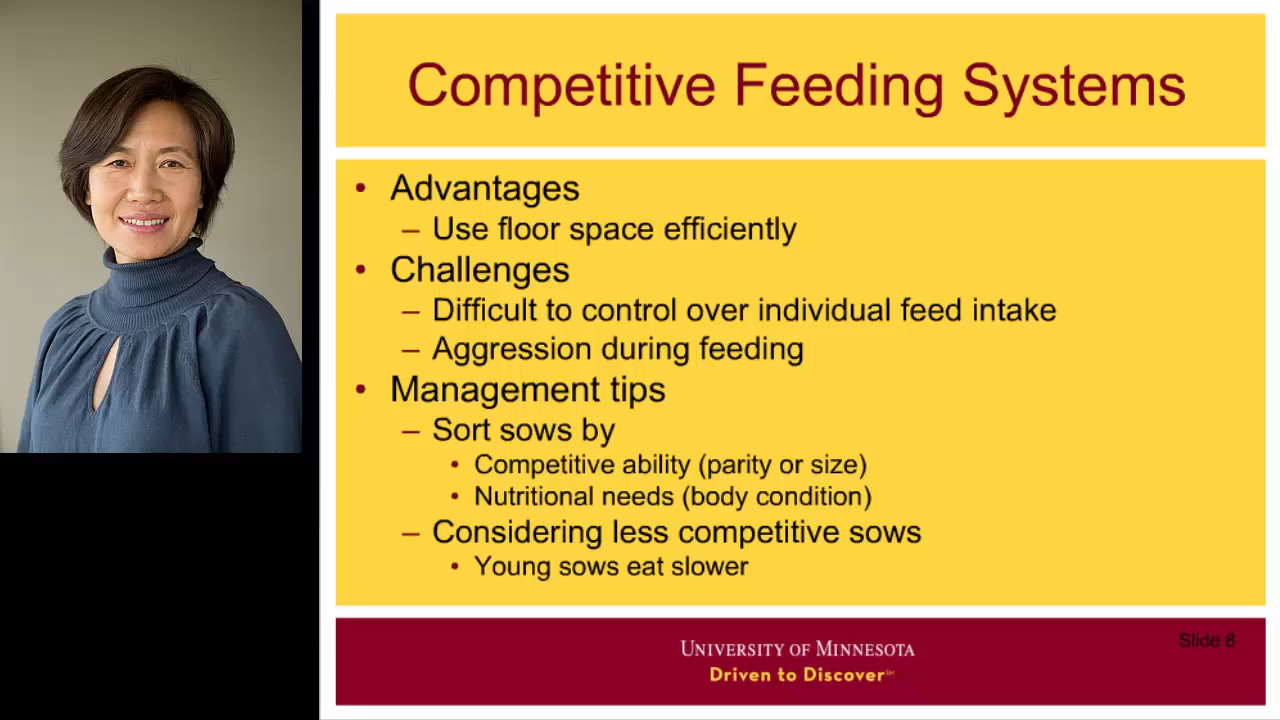 Competitive Feeding Systems
• Advantages
– Use floor space efficiently
• Challenges
– Difficult to control over individual feed intake
– Aggression during feeding
• Management tips
– Sort sows by
• Competitive ability (parity or size)
• Nutritional needs (body condition)
– Considering less competitive sows
• Young sows eat slower
Slide 8
UNIVERSITY OF MINNESOTA
Driven to Discover℠